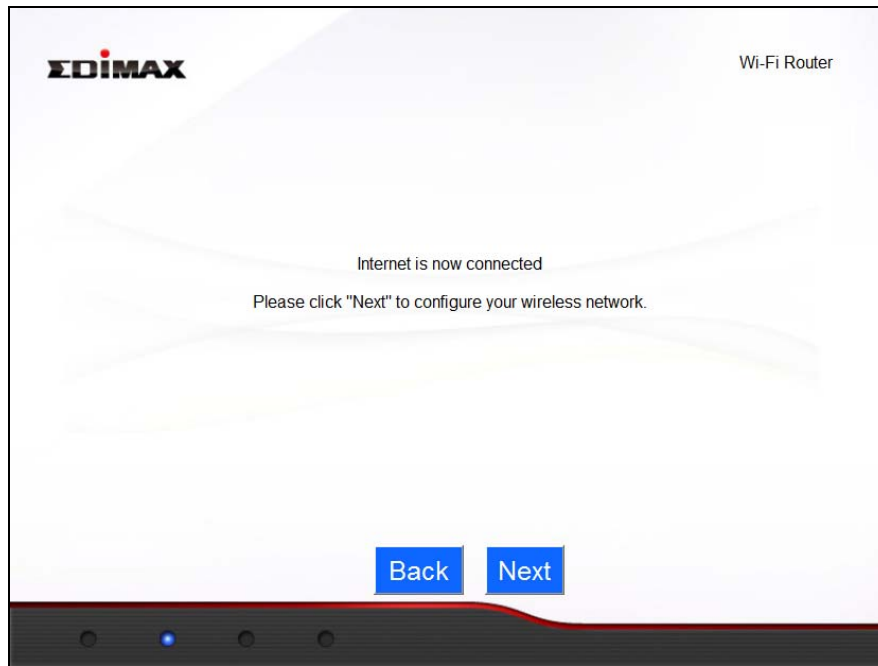 EDIMAX
Wi-Fi Router
Internet is now connected
Please click "Next" to configure your wireless network.
Back
Next